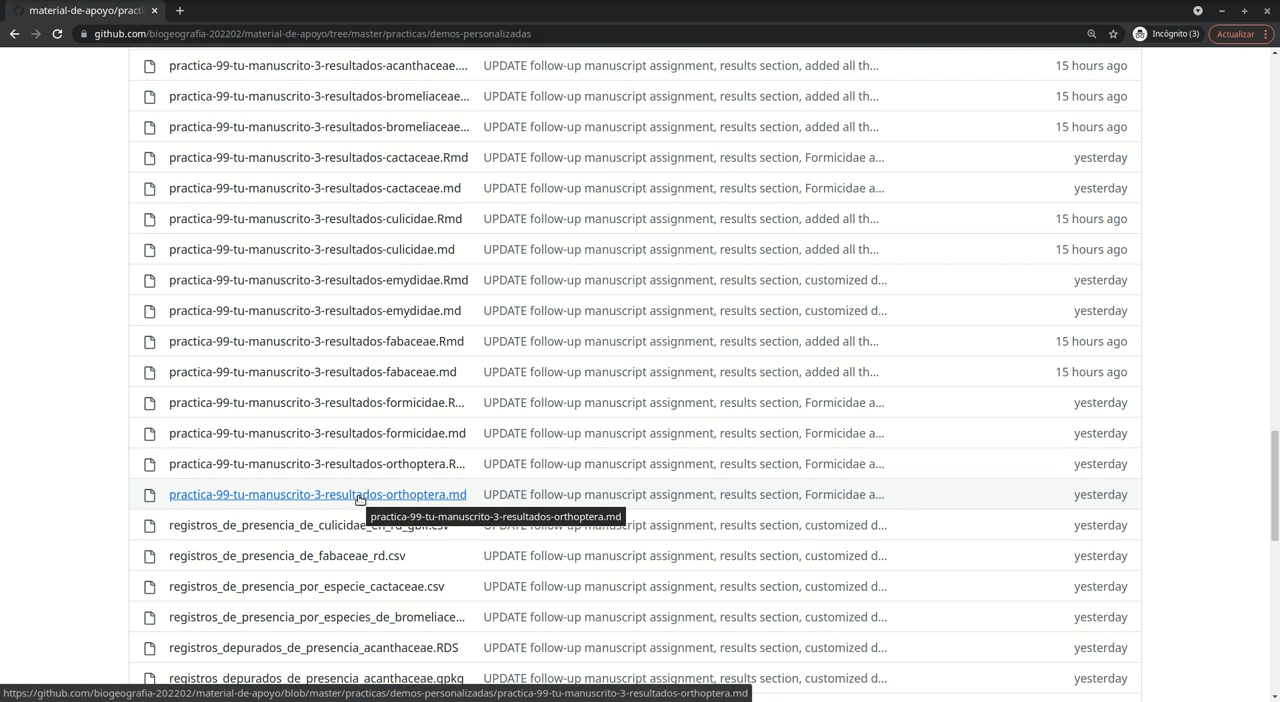 material-de-apoyo/practi
github.com/biogeografia-202202/material-de-apoyo/tree/master/practicas/demos-personalizadas
Incógnito (3)
Actualizar
practica-99-tu-manuscrito-3-resultados-acanthaceae.... UPDATE follow-up manuscript assignment, results section, added all th... 15 hours ago
practica-99-tu-manuscrito-3-resultados-bromeliaceae... UPDATE follow-up manuscript assignment, results section, added all th... 15 hours ago
practica-99-tu-manuscrito-3-resultados-bromeliaceae... UPDATE follow-up manuscript assignment, results section, added all th... 15 hours ago
practica-99-tu-manuscrito-3-resultados-cactaceae.Rmd UPDATE follow-up manuscript assignment, results section, Formicidae a... yesterday
practica-99-tu-manuscrito-3-resultados-cactaceae.md UPDATE follow-up manuscript assignment, results section, Formicidae a... yesterday
practica-99-tu-manuscrito-3-resultados-culicidae.Rmd UPDATE follow-up manuscript assignment, results section, added all th... 15 hours ago
practica-99-tu-manuscrito-3-resultados-culicidae.md UPDATE follow-up manuscript assignment, results section, added all th... 15 hours ago
practica-99-tu-manuscrito-3-resultados-emydidae.Rmd UPDATE follow-up manuscript assignment, results section, customized d... yesterday
practica-99-tu-manuscrito-3-resultados-emydidae.md UPDATE follow-up manuscript assignment, results section, customized d... yesterday
practica-99-tu-manuscrito-3-resultados-fabaceae.Rmd UPDATE follow-up manuscript assignment, results section, added all th... 15 hours ago
practica-99-tu-manuscrito-3-resultados-fabaceae.md UPDATE follow-up manuscript assignment, results section, added all th... 15 hours ago
practica-99-tu-manuscrito-3-resultados-formicidae.R... UPDATE follow-up manuscript assignment, results section, Formicidae a... yesterday
practica-99-tu-manuscrito-3-resultados-formicidae.md UPDATE follow-up manuscript assignment, results section, Formicidae a... yesterday
practica-99-tu-manuscrito-3-resultados-orthoptera.R... UPDATE follow-up manuscript assignment, results section, Formicidae a... yesterday
practica-99-tu-manuscrito-3-resultados-orthoptera.md UPDATE follow-up manuscript assignment, results section, Formicidae a... yesterday
practica-99-tu-manuscrito-3-resultados-orthoptera.md
registros_de_presencia_de_culicidae_en_rd_gbif.csv UPDATE follow-up manuscript assignment, results section, customized d... yesterday
registros_de_presencia_de_fabaceae_rd.csv UPDATE follow-up manuscript assignment, results section, customized d... yesterday
registros_de_presencia_por_especie_cactaceae.csv UPDATE follow-up manuscript assignment, results section, customized d... yesterday
registros_de_presencia_por_especies_de_bromeliace... UPDATE follow-up manuscript assignment, results section, customized d... yesterday
registros_depurados_de_presencia_acanthaceae.RDS UPDATE follow-up manuscript assignment, results section, customized d... yesterday
registros_depurados_de_presencia_acanthaceae.gpkg UPDATE follow-up manuscript assignment, results section, customized d... yesterday
https://github.com/biogeografia-202202/material-de-apoyo/blob/master/practicas/demos-personalizadas/practica-99-tu-manuscrito-3-resultados-orthoptera.md